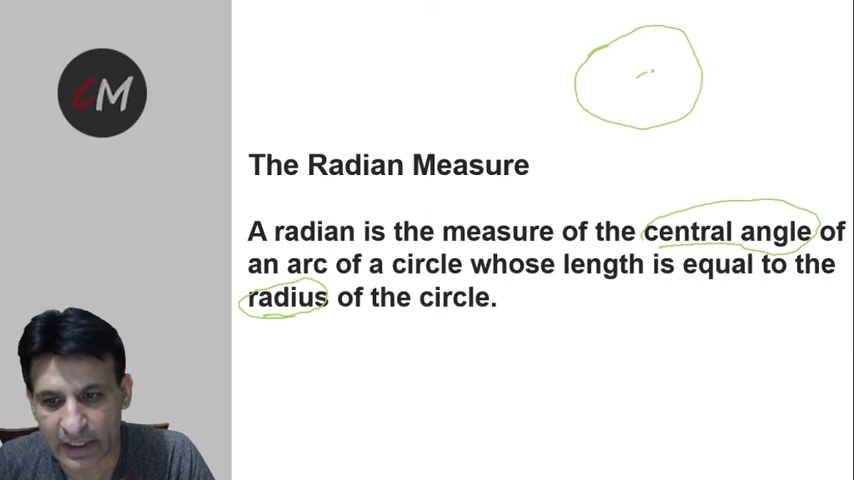 CM
The Radian Measure
A radian is the measure of the central angle of
an arc of a circle whose length is equal to the
radius of the circle.